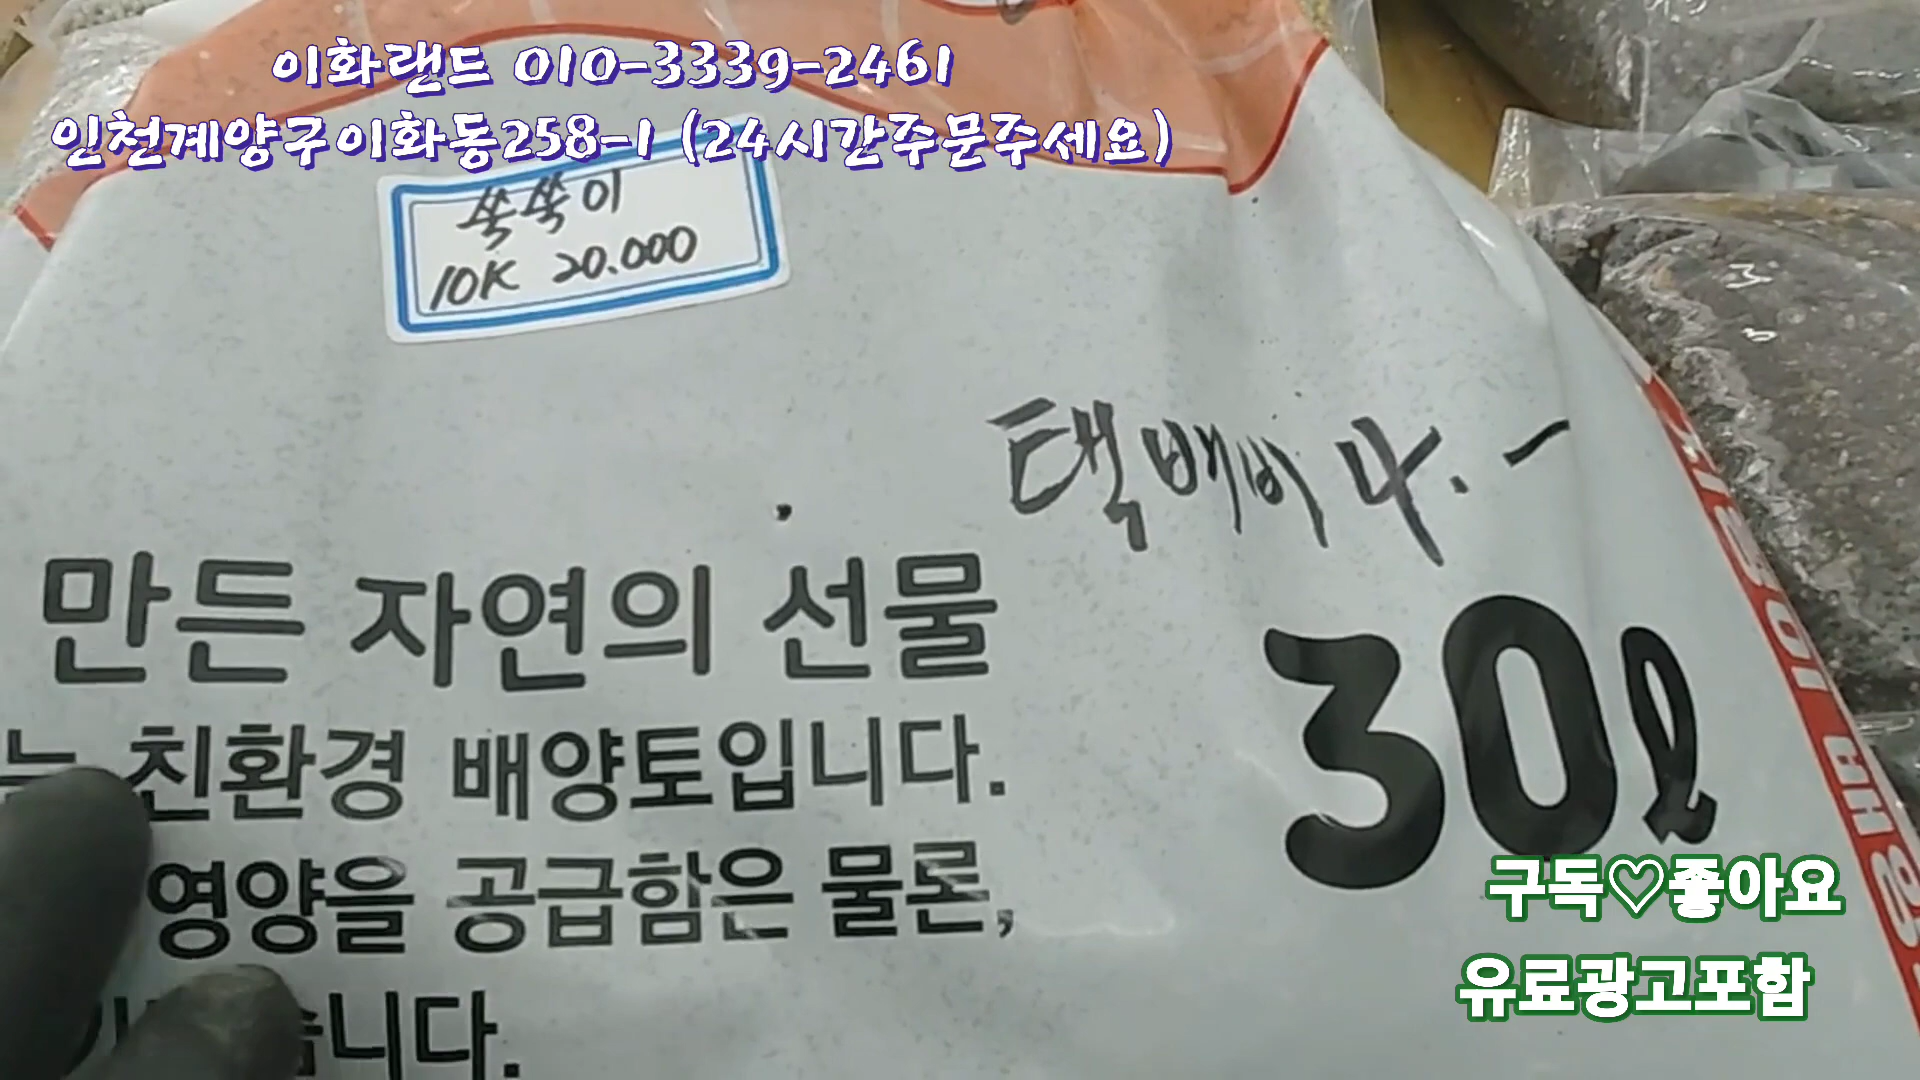 이화랜드 010-3339-2461
인천계양구이화동258-1 (24시간주문주세요)
쏙쏙이
10K 20.000
택배비 4.-
만든 자연의 선물
30ℓ
는 친환경 배양토입니다.
영양을 공급함은 물론,
습니다.
구독♡좋아요
유료광고포함